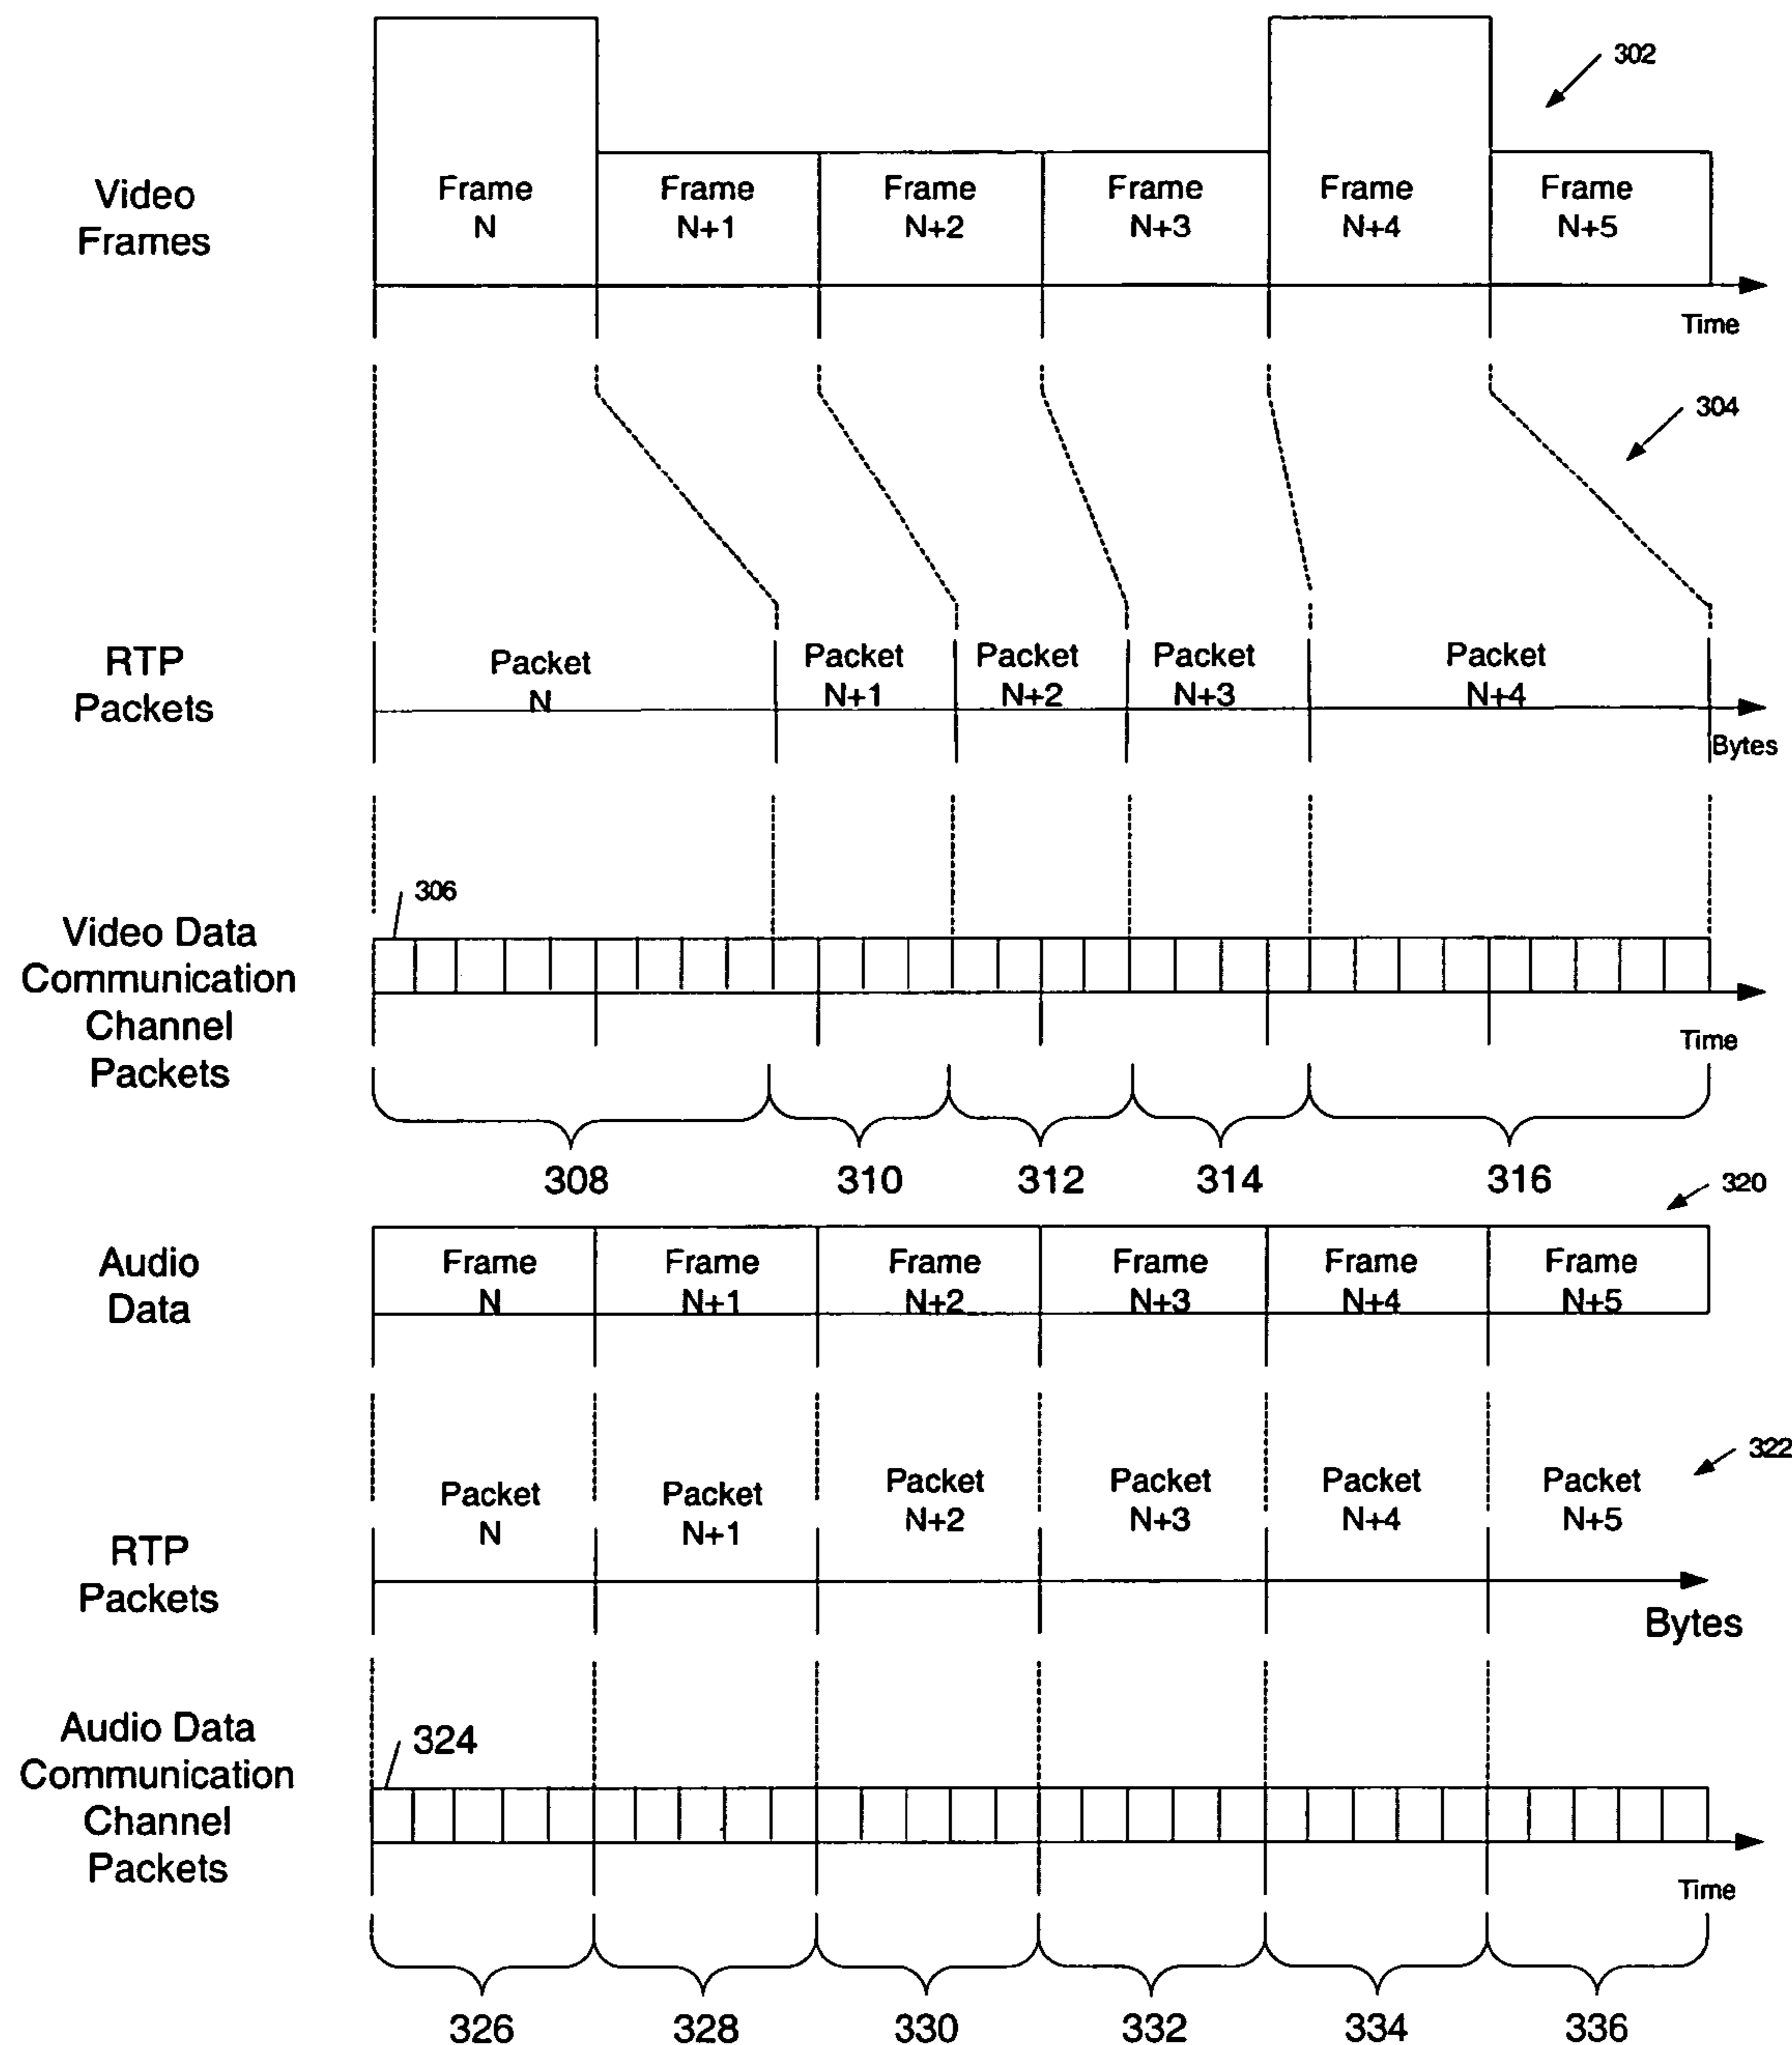 302
Video
Frames
Frame
N
Frame
N+1
Frame
N+2
Frame
N+3
Frame
N+4
Frame
N+5
Time
304
RTP
Packets
Packet
N
Packet
N+1
Packet
N+2
Packet
N+3
Packet
N+4
Bytes
306
Video Data
Communication
Channel
Packets
Time
308
310
312
314
316
320
Audio
Data
Frame
N
Frame
N+1
Frame
N+2
Frame
N+3
Frame
N+4
Frame
N+5
322
RTP
Packets
Packet
N
Packet
N+1
Packet
N+2
Packet
N+3
Packet
N+4
Packet
N+5
Bytes
324
Audio Data
Communication
Channel
Packets
Time
326
328
330
332
334
336